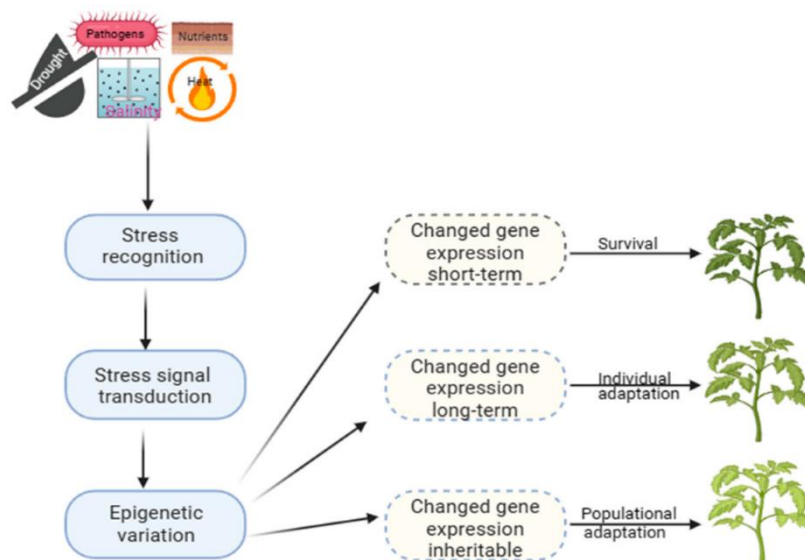 Pathogens
Nutrients
Drought
Salinity
Heat
Stress
recognition
Stress signal
transduction
Epigenetic
variation
Changed gene
expression
short-term
Survival
Changed gene
expression
long-term
Individual
adaptation
Changed gene
expression
inheritable
Populational
adaptation